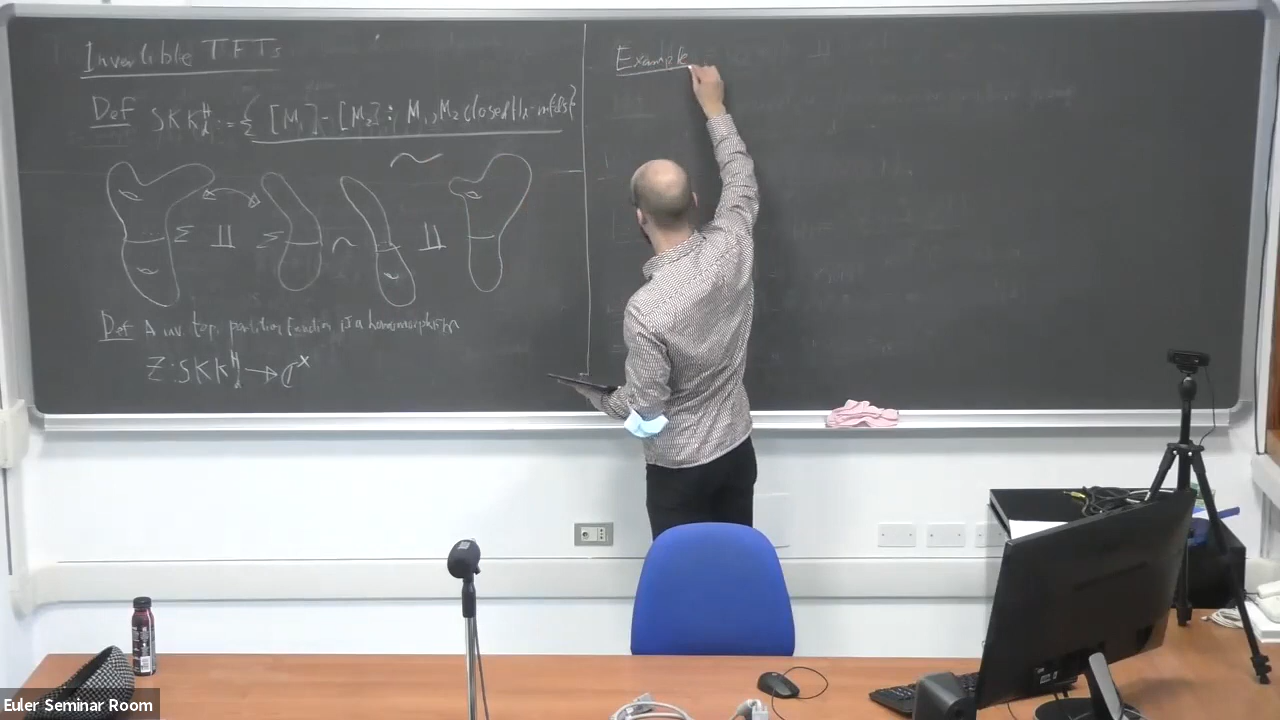 Invertible TFTs
Def SKK^H_d := { [M₁] - [M₂] : M₁, M₂ closed H-mfds }
~
Σ ⊔ Σ ~ ⊔
Def A inv. top. partition function is a homomorphism
Z : SKK^H_d → ℂ^x
Example
Euler Seminar Room